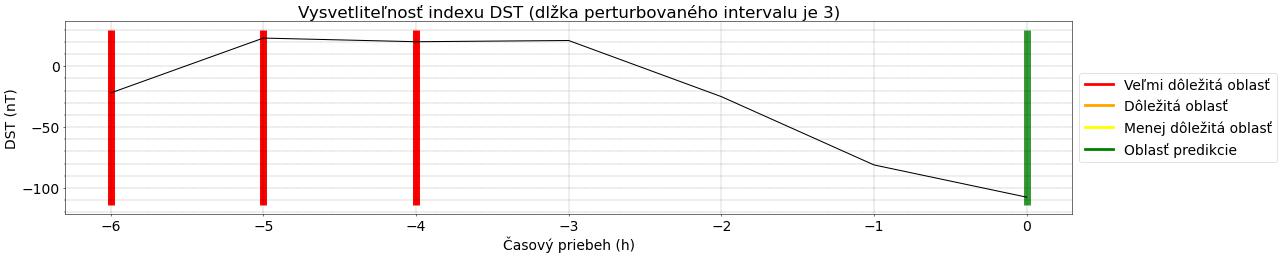 Vysvetliteľnosť indexu DST (dlžka perturbovaného intervalu je 3)
DST (nT)
0
−50
−100
−6 −5 −4 −3 −2 −1 0
Časový priebeh (h)
Veľmi dôležitá oblasť
Dôležitá oblasť
Menej dôležitá oblasť
Oblasť predikcie